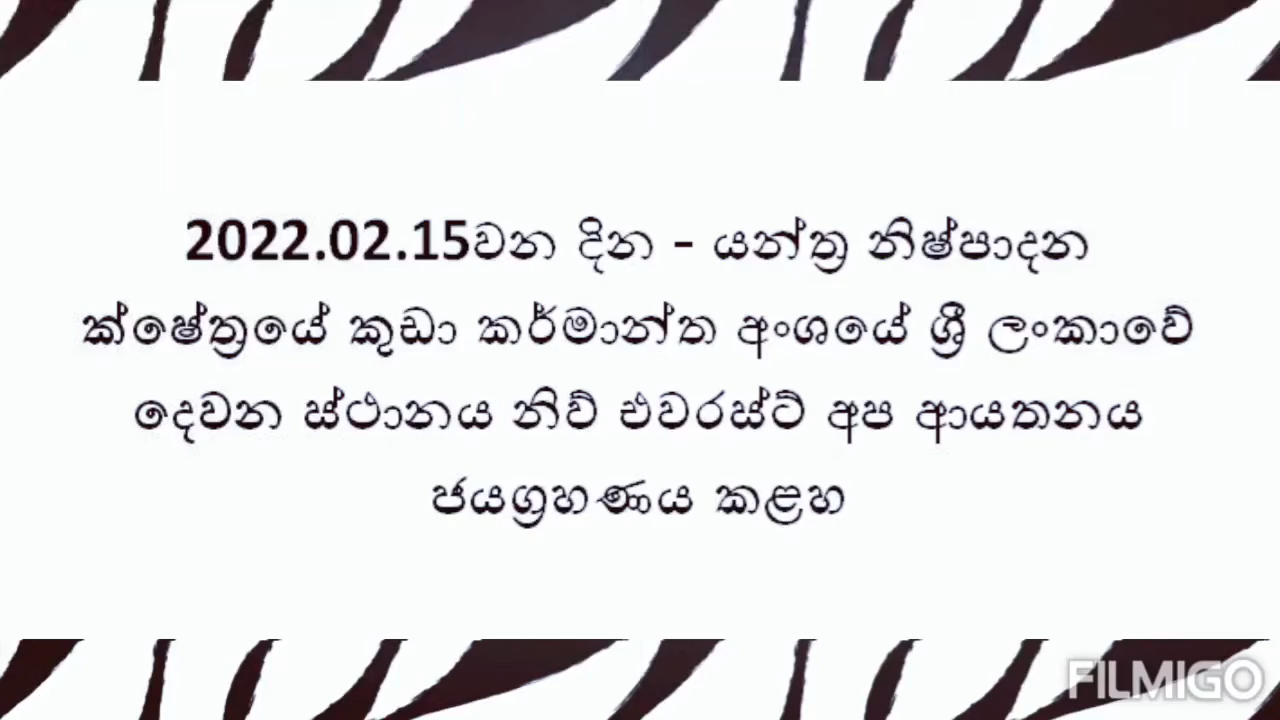 2022.02.15වන දින - යන්ත්‍ර නිෂ්පාදන
ක්ෂේත්‍රයේ කුඩා කර්මාන්ත අංශයේ ශ්‍රී ලංකාවේ
දෙවන ස්ථානය නිව් එවරස්ට් අප ආයතනය
ජයග්‍රහණය කළහ
FILMIGO